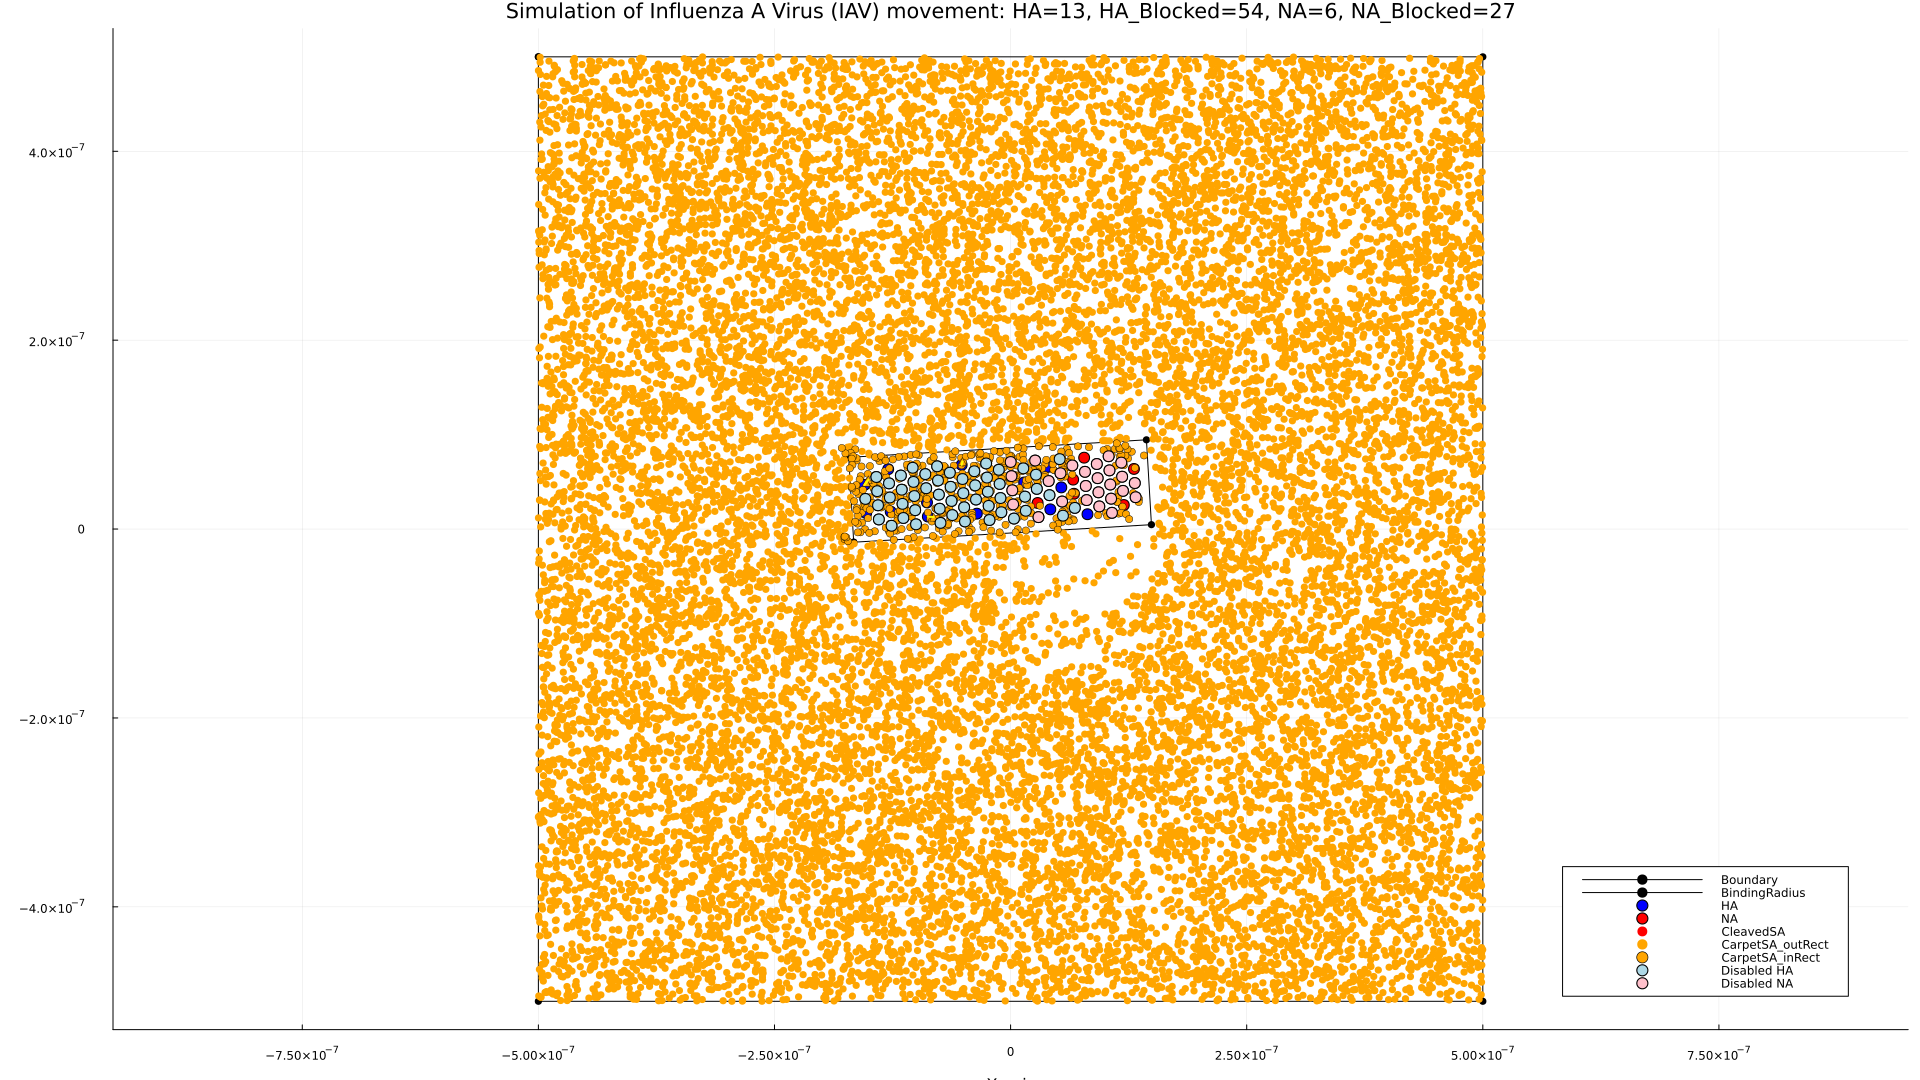 Simulation of Influenza A Virus (IAV) movement: HA=13, HA_Blocked=54, NA=6, NA_Blocked=27
4.0×10⁻⁷
2.0×10⁻⁷
0
−2.0×10⁻⁷
−4.0×10⁻⁷
−7.50×10⁻⁷
−5.00×10⁻⁷
−2.50×10⁻⁷
0
2.50×10⁻⁷
5.00×10⁻⁷
7.50×10⁻⁷
Boundary
BindingRadius
HA
NA
CleavedSA
CarpetSA_outRect
CarpetSA_inRect
Disabled HA
Disabled NA